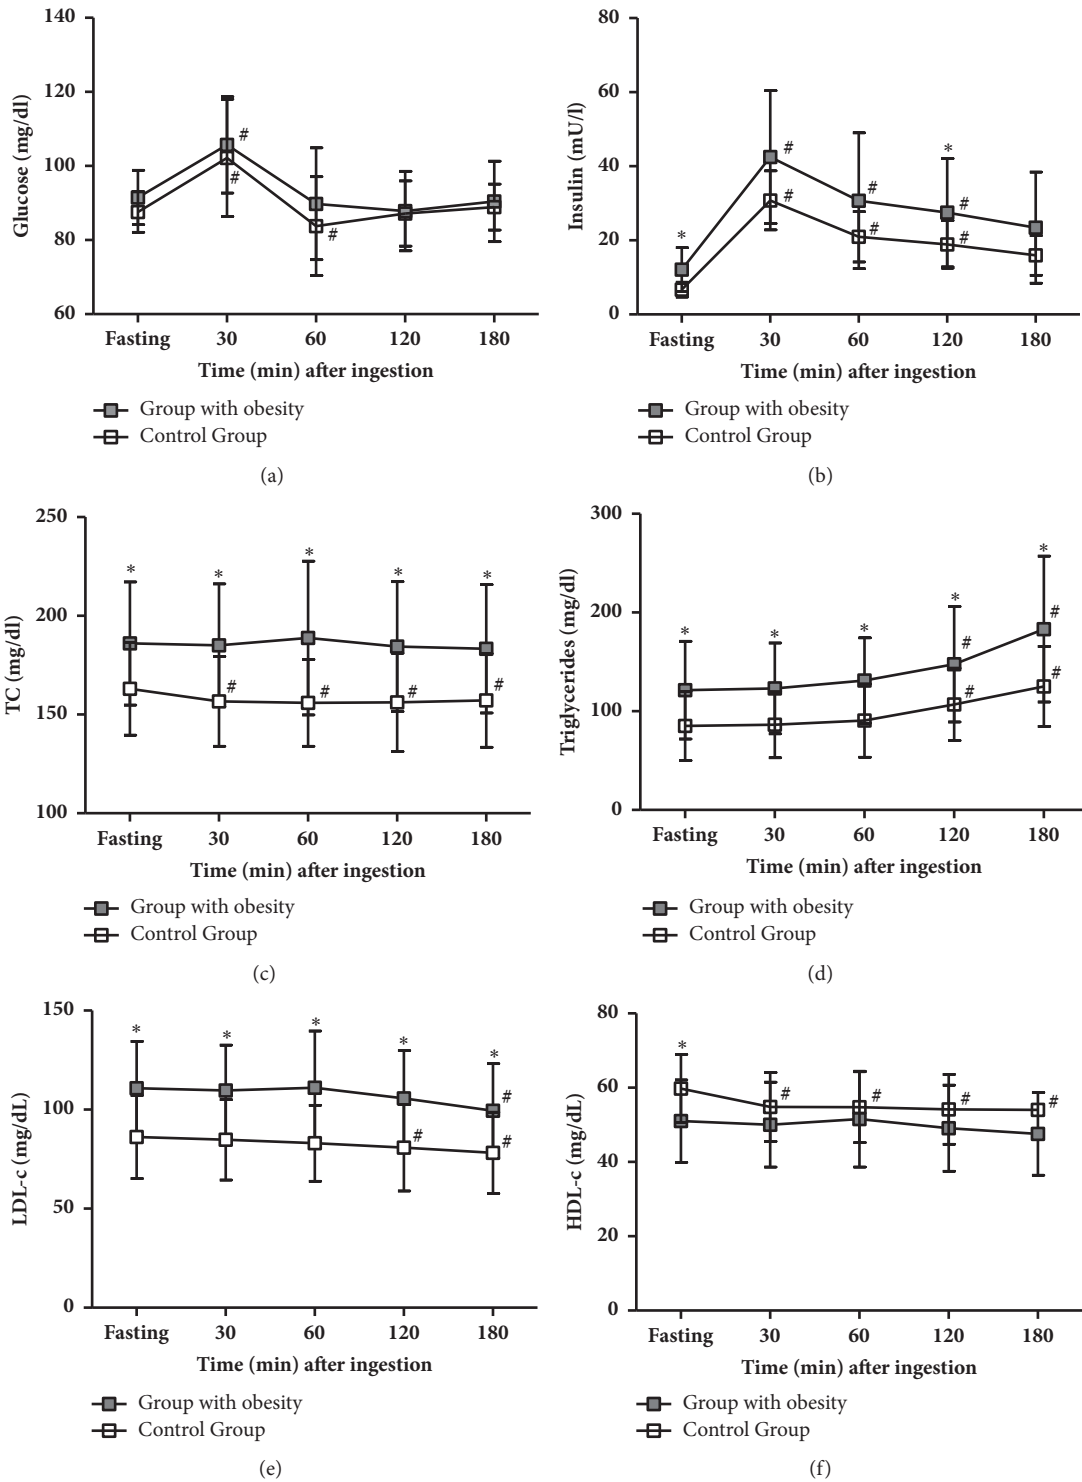 140
120
100
80
60
Glucose (mg/dl)
#
#
#
Fasting 30 60 120 180
Time (min) after ingestion
Group with obesity
Control Group
(a)
80
60
40
20
0
Insulin (mU/l)
*
#
#
#
#
*
#
#
Fasting 30 60 120 180
Time (min) after ingestion
Group with obesity
Control Group
(b)
250
200
150
100
TC (mg/dl)
* * * * *
# # # #
Fasting 30 60 120 180
Time (min) after ingestion
Group with obesity
Control Group
(c)
300
200
100
0
Triglycerides (mg/dl)
* * * * *
# #
# #
Fasting 30 60 120 180
Time (min) after ingestion
Group with obesity
Control Group
(d)
150
100
50
0
LDL-c (mg/dL)
* * * * *
#
# #
Fasting 30 60 120 180
Time (min) after ingestion
Group with obesity
Control Group
(e)
80
60
40
20
0
HDL-c (mg/dL)
*
# # # #
Fasting 30 60 120 180
Time (min) after ingestion
Group with obesity
Control Group
(f)